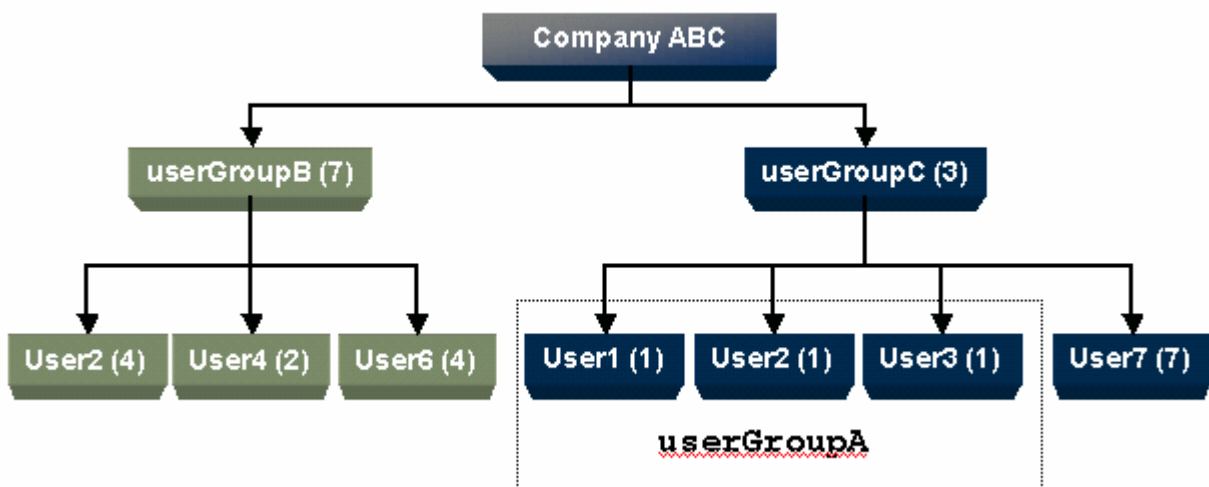 Company ABC
userGroupB (7)
userGroupC (3)
User2 (4)
User4 (2)
User6 (4)
User1 (1)
User2 (1)
User3 (1)
User7 (7)
userGroupA